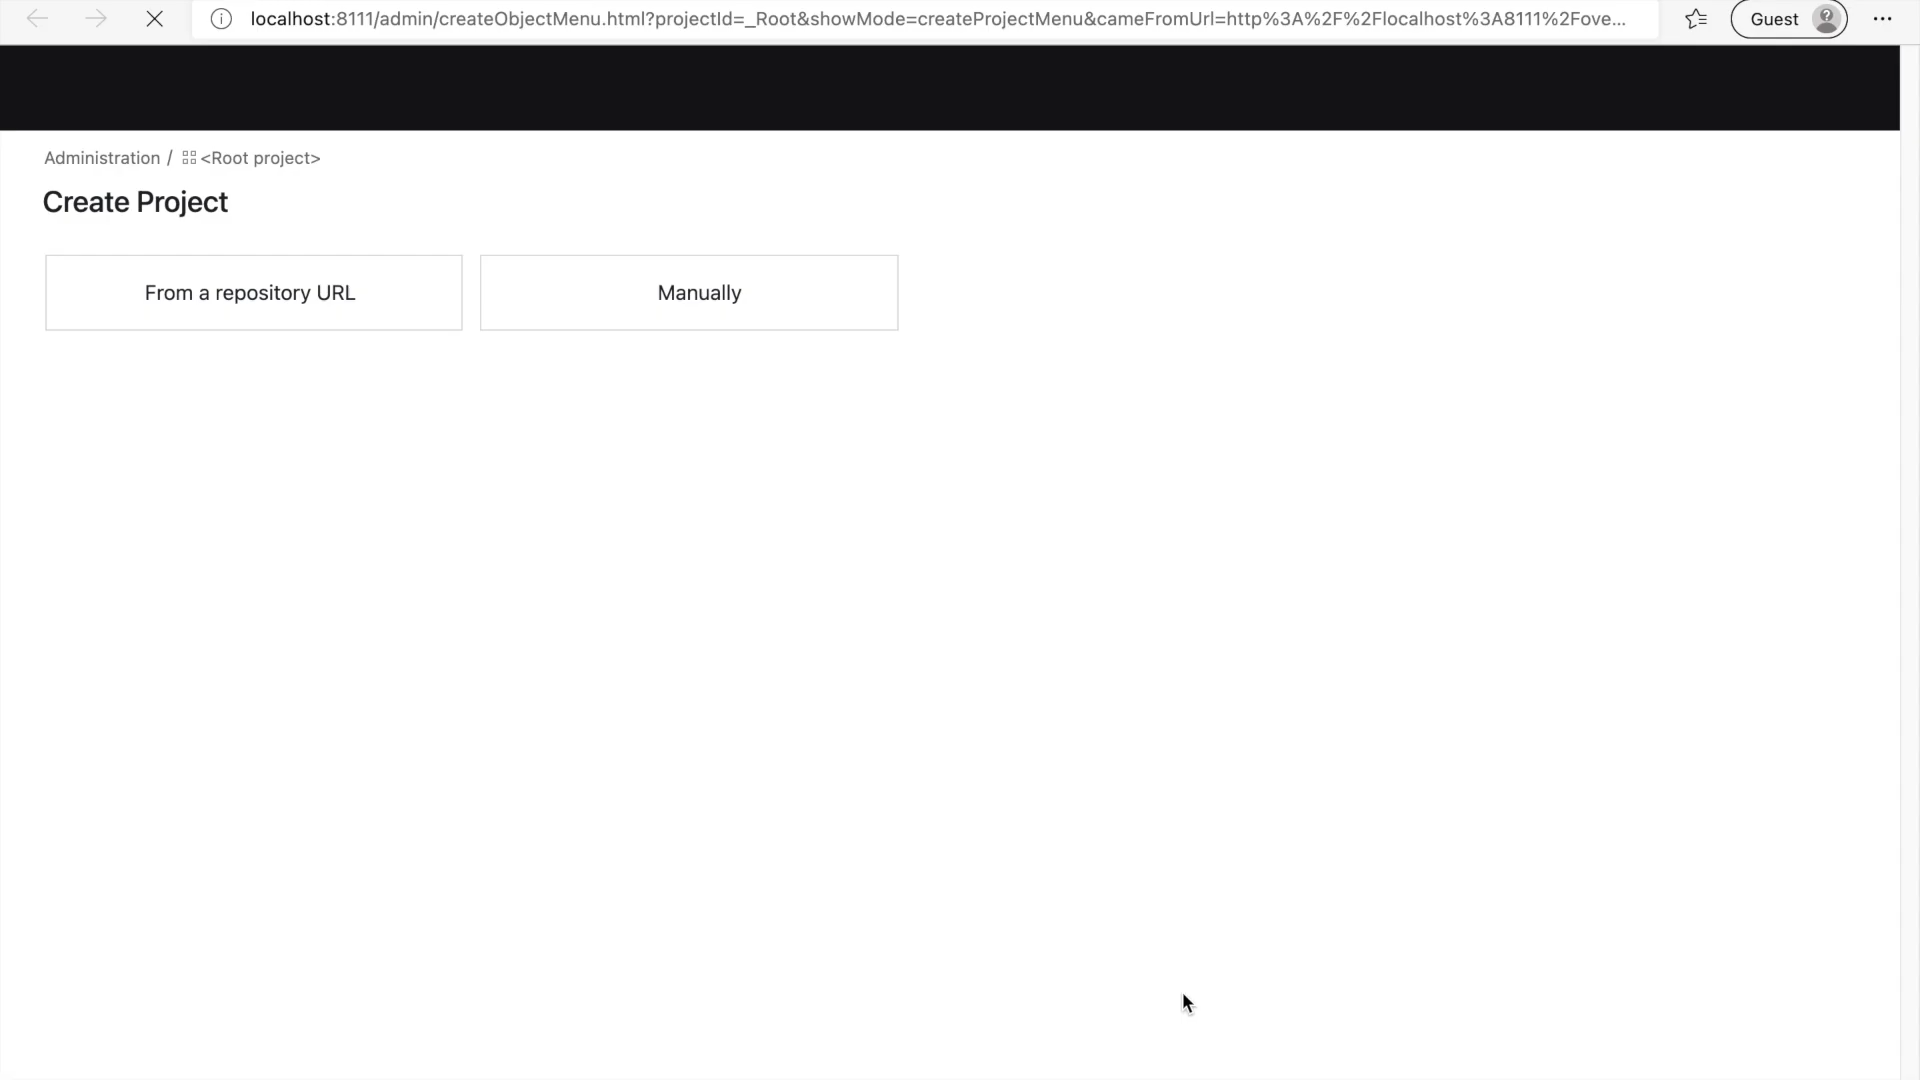 localhost:8111/admin/createObjectMenu.html?projectId=_Root&showMode=createProjectMenu&cameFromUrl=http%3A%2F%2Flocalhost%3A8111%2Fove...
Guest
Administration / <Root project>
Create Project
From a repository URL
Manually